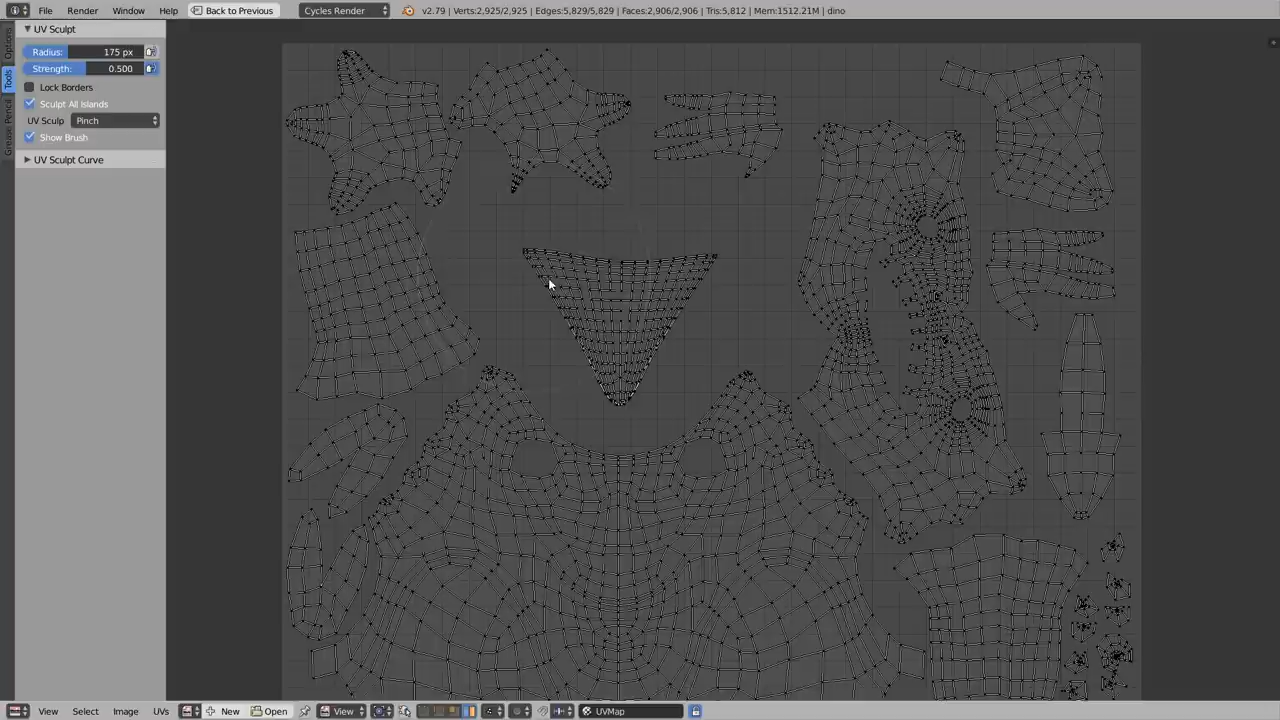 File Render Window Help Back to Previous Cycles Render v2.79 | Verts:2,925/2,925 | Edges:5,829/5,829 | Faces:2,906/2,906 | Tris:5,812 | Mem:1512.21M | dino
UV Sculpt
Options
Radius: 175 px
Strength: 0.500
Tools
Lock Borders
Sculpt All Islands
UV Sculp Pinch
Grease Pencil
Show Brush
UV Sculpt Curve
View Select Image UVs New Open View UVMap